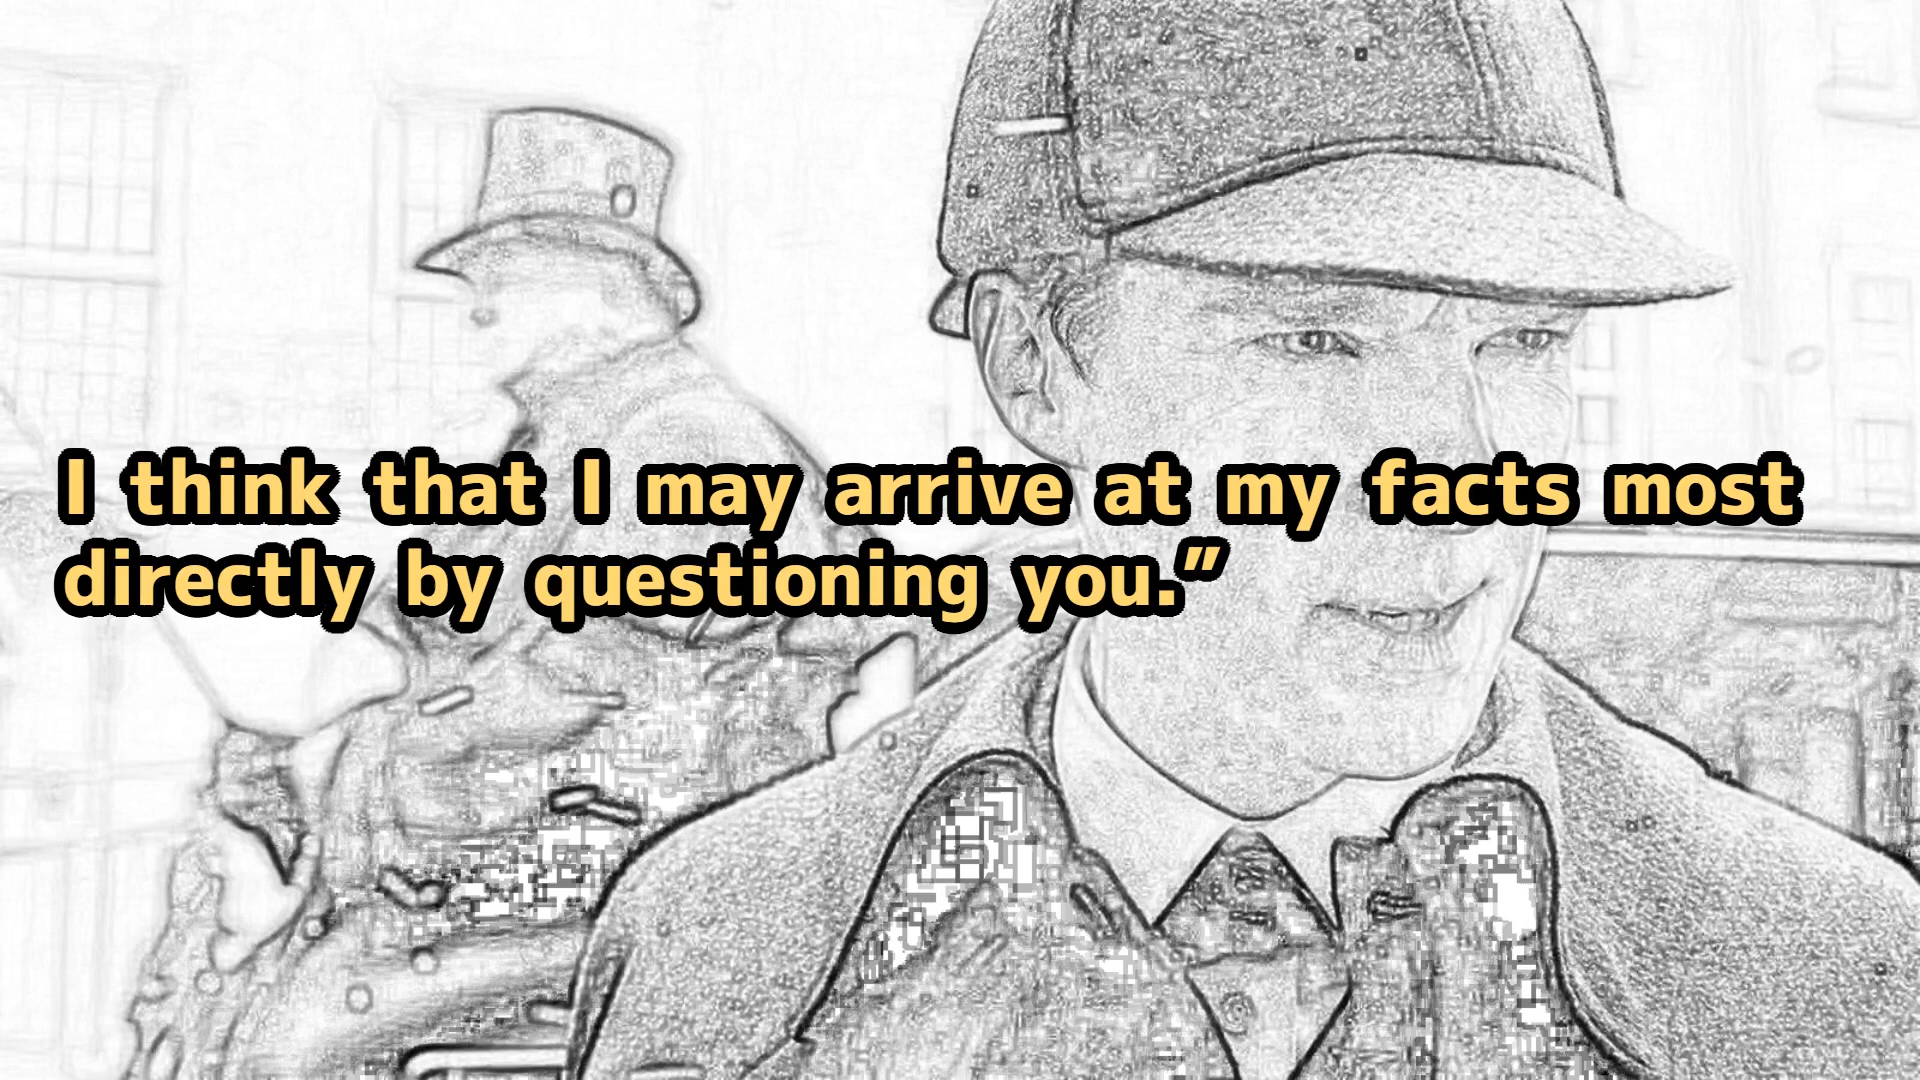 I think that I may arrive at my facts most
directly by questioning you.”